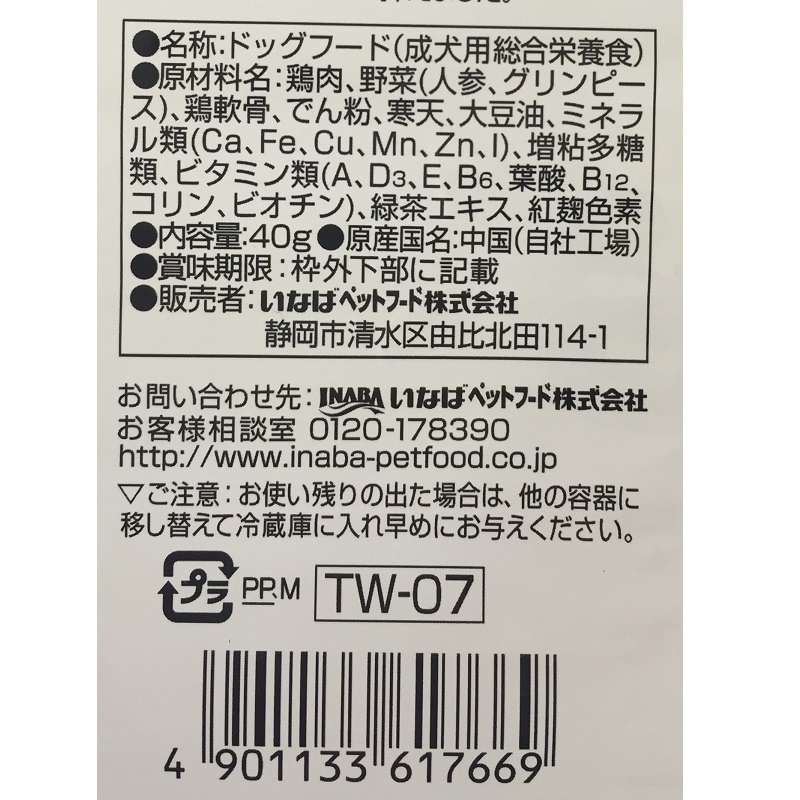 ●名称:ドッグフード(成犬用総合栄養食)
●原材料名:鶏肉、野菜(人参、グリンピー
ス)、鶏軟骨、でん粉、寒天、大豆油、ミネラ
ル類(Ca、Fe、Cu、Mn、Zn、I)、増粘多糖
類、ビタミン類(A、D3、E、B6、葉酸、B12、
コリン、ビオチン)、緑茶エキス、紅麹色素
●内容量:40g ●原産国名:中国(自社工場)
●賞味期限:枠外下部に記載
●販売者:いなばペットフード株式会社
静岡市清水区由比北田114-1
お問い合わせ先:INABA いなばペットフード株式会社
お客様相談室 0120-178390
http://www.inaba-petfood.co.jp
▽ご注意:お使い残りの出た場合は、他の容器に
移し替えて冷蔵庫に入れ早めにお与えください。
プラ PP,M TW-07
4 901133 617669